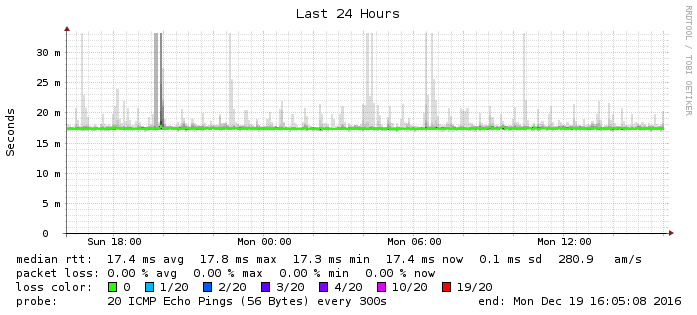 Last 24 Hours
RRDTOOL / TOBI OETIKER
Seconds
30 m
25 m
20 m
15 m
10 m
5 m
0
Sun 18:00 Mon 00:00 Mon 06:00 Mon 12:00
median rtt: 17.4 ms avg 17.8 ms max 17.3 ms min 17.4 ms now 0.1 ms sd 280.9 am/s
packet loss: 0.00 % avg 0.00 % max 0.00 % min 0.00 % now
loss color: 0 1/20 2/20 3/20 4/20 10/20 19/20
probe: 20 ICMP Echo Pings (56 Bytes) every 300s end: Mon Dec 19 16:05:08 2016